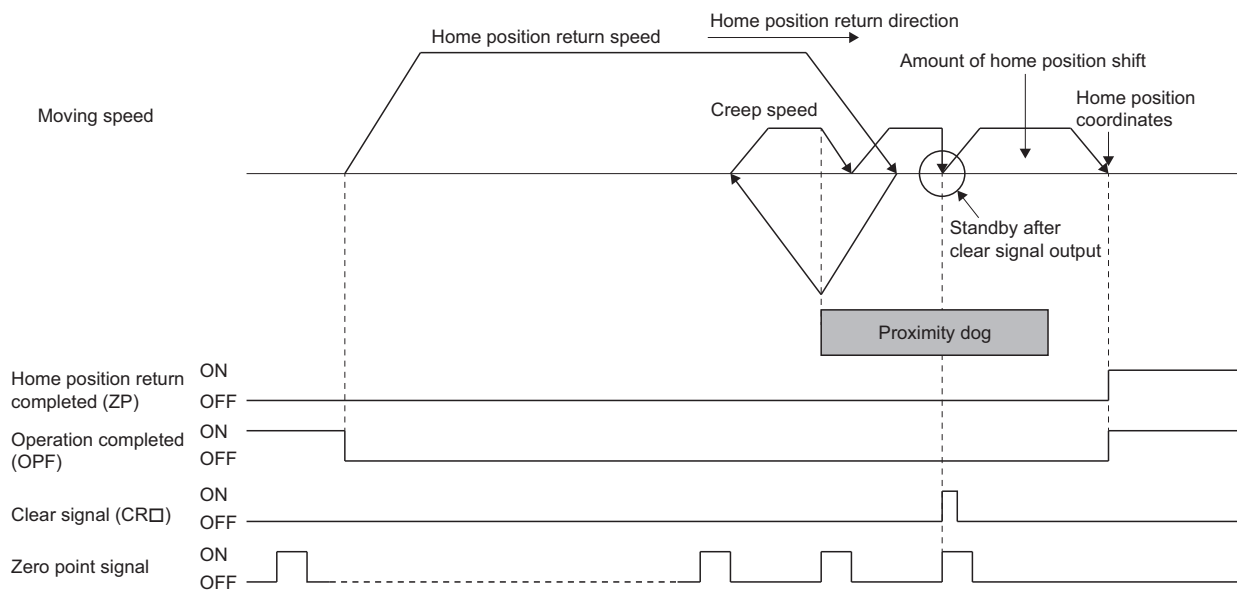 Home position return direction
Home position return speed
Amount of home position shift
Home position
coordinates
Creep speed
Moving speed
Standby after
clear signal output
Proximity dog
Home position return
completed (ZP)
ON
OFF
Operation completed
(OPF)
ON
OFF
Clear signal (CR□)
ON
OFF
Zero point signal
ON
OFF